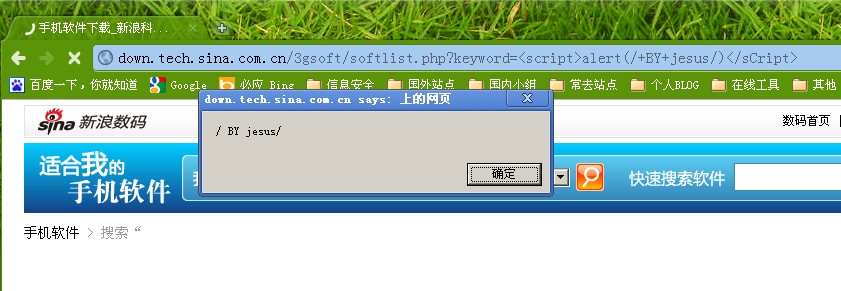 手机软件下载_新浪科...
down.tech.sina.com.cn/3gsoft/softlist.php?keyword=<script>alert(/+BY+jesus/)</sCript>
百度一下，你就知道 Google 必应 Bing 信息安全 国外站点 国内小组 常去站点 个人BLOG 在线工具 其他
down.tech.sina.com.cn says: 上的网页
/ BY jesus/
确定
sina 新浪数码 数码首页
适合我的
手机软件
快速搜索软件
手机软件 > 搜索“